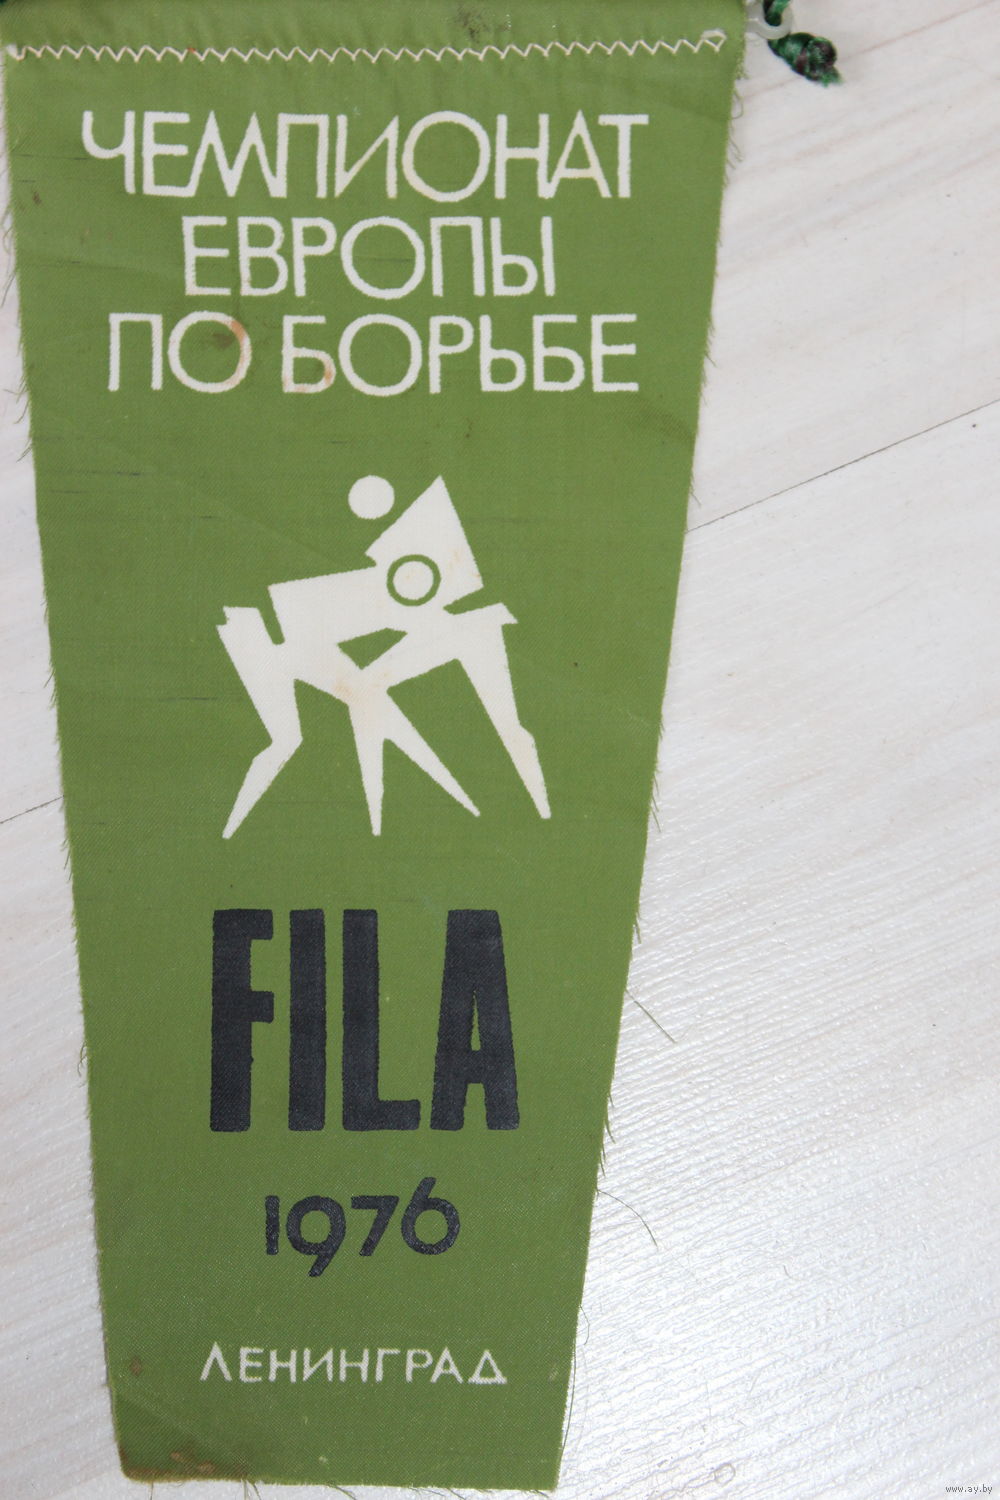 ЧЕМПИОНАТ
ЕВРОПЫ
ПО БОРЬБЕ
FILA
1976
ЛЕНИНГРАД
www.ay.by